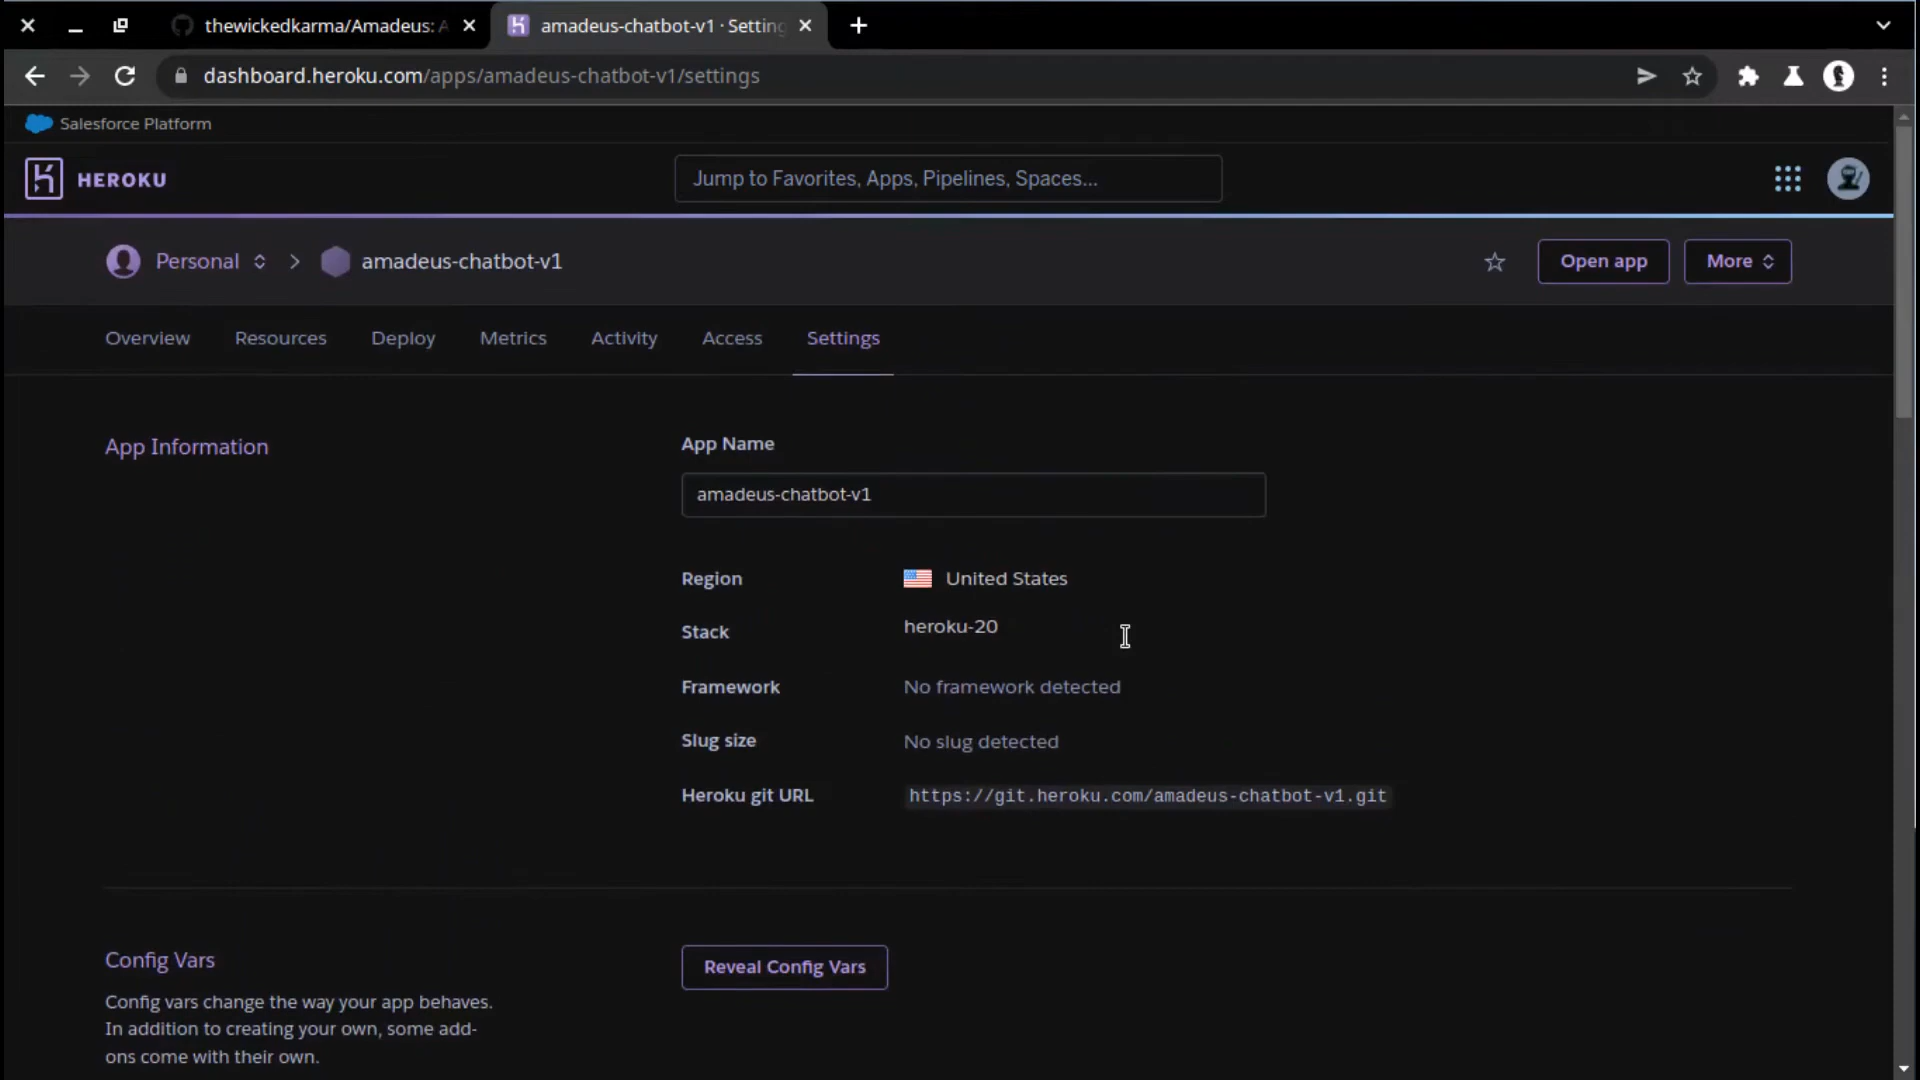 thewickedkarma/Amadeus: A
amadeus-chatbot-v1 · Setting
dashboard.heroku.com/apps/amadeus-chatbot-v1/settings
Salesforce Platform
HEROKU
Jump to Favorites, Apps, Pipelines, Spaces...
Personal
amadeus-chatbot-v1
Open app
More
Overview
Resources
Deploy
Metrics
Activity
Access
Settings
App Information
App Name
amadeus-chatbot-v1
Region
United States
Stack
heroku-20
Framework
No framework detected
Slug size
No slug detected
Heroku git URL
https://git.heroku.com/amadeus-chatbot-v1.git
Config Vars
Reveal Config Vars
Config vars change the way your app behaves.
In addition to creating your own, some add-
ons come with their own.